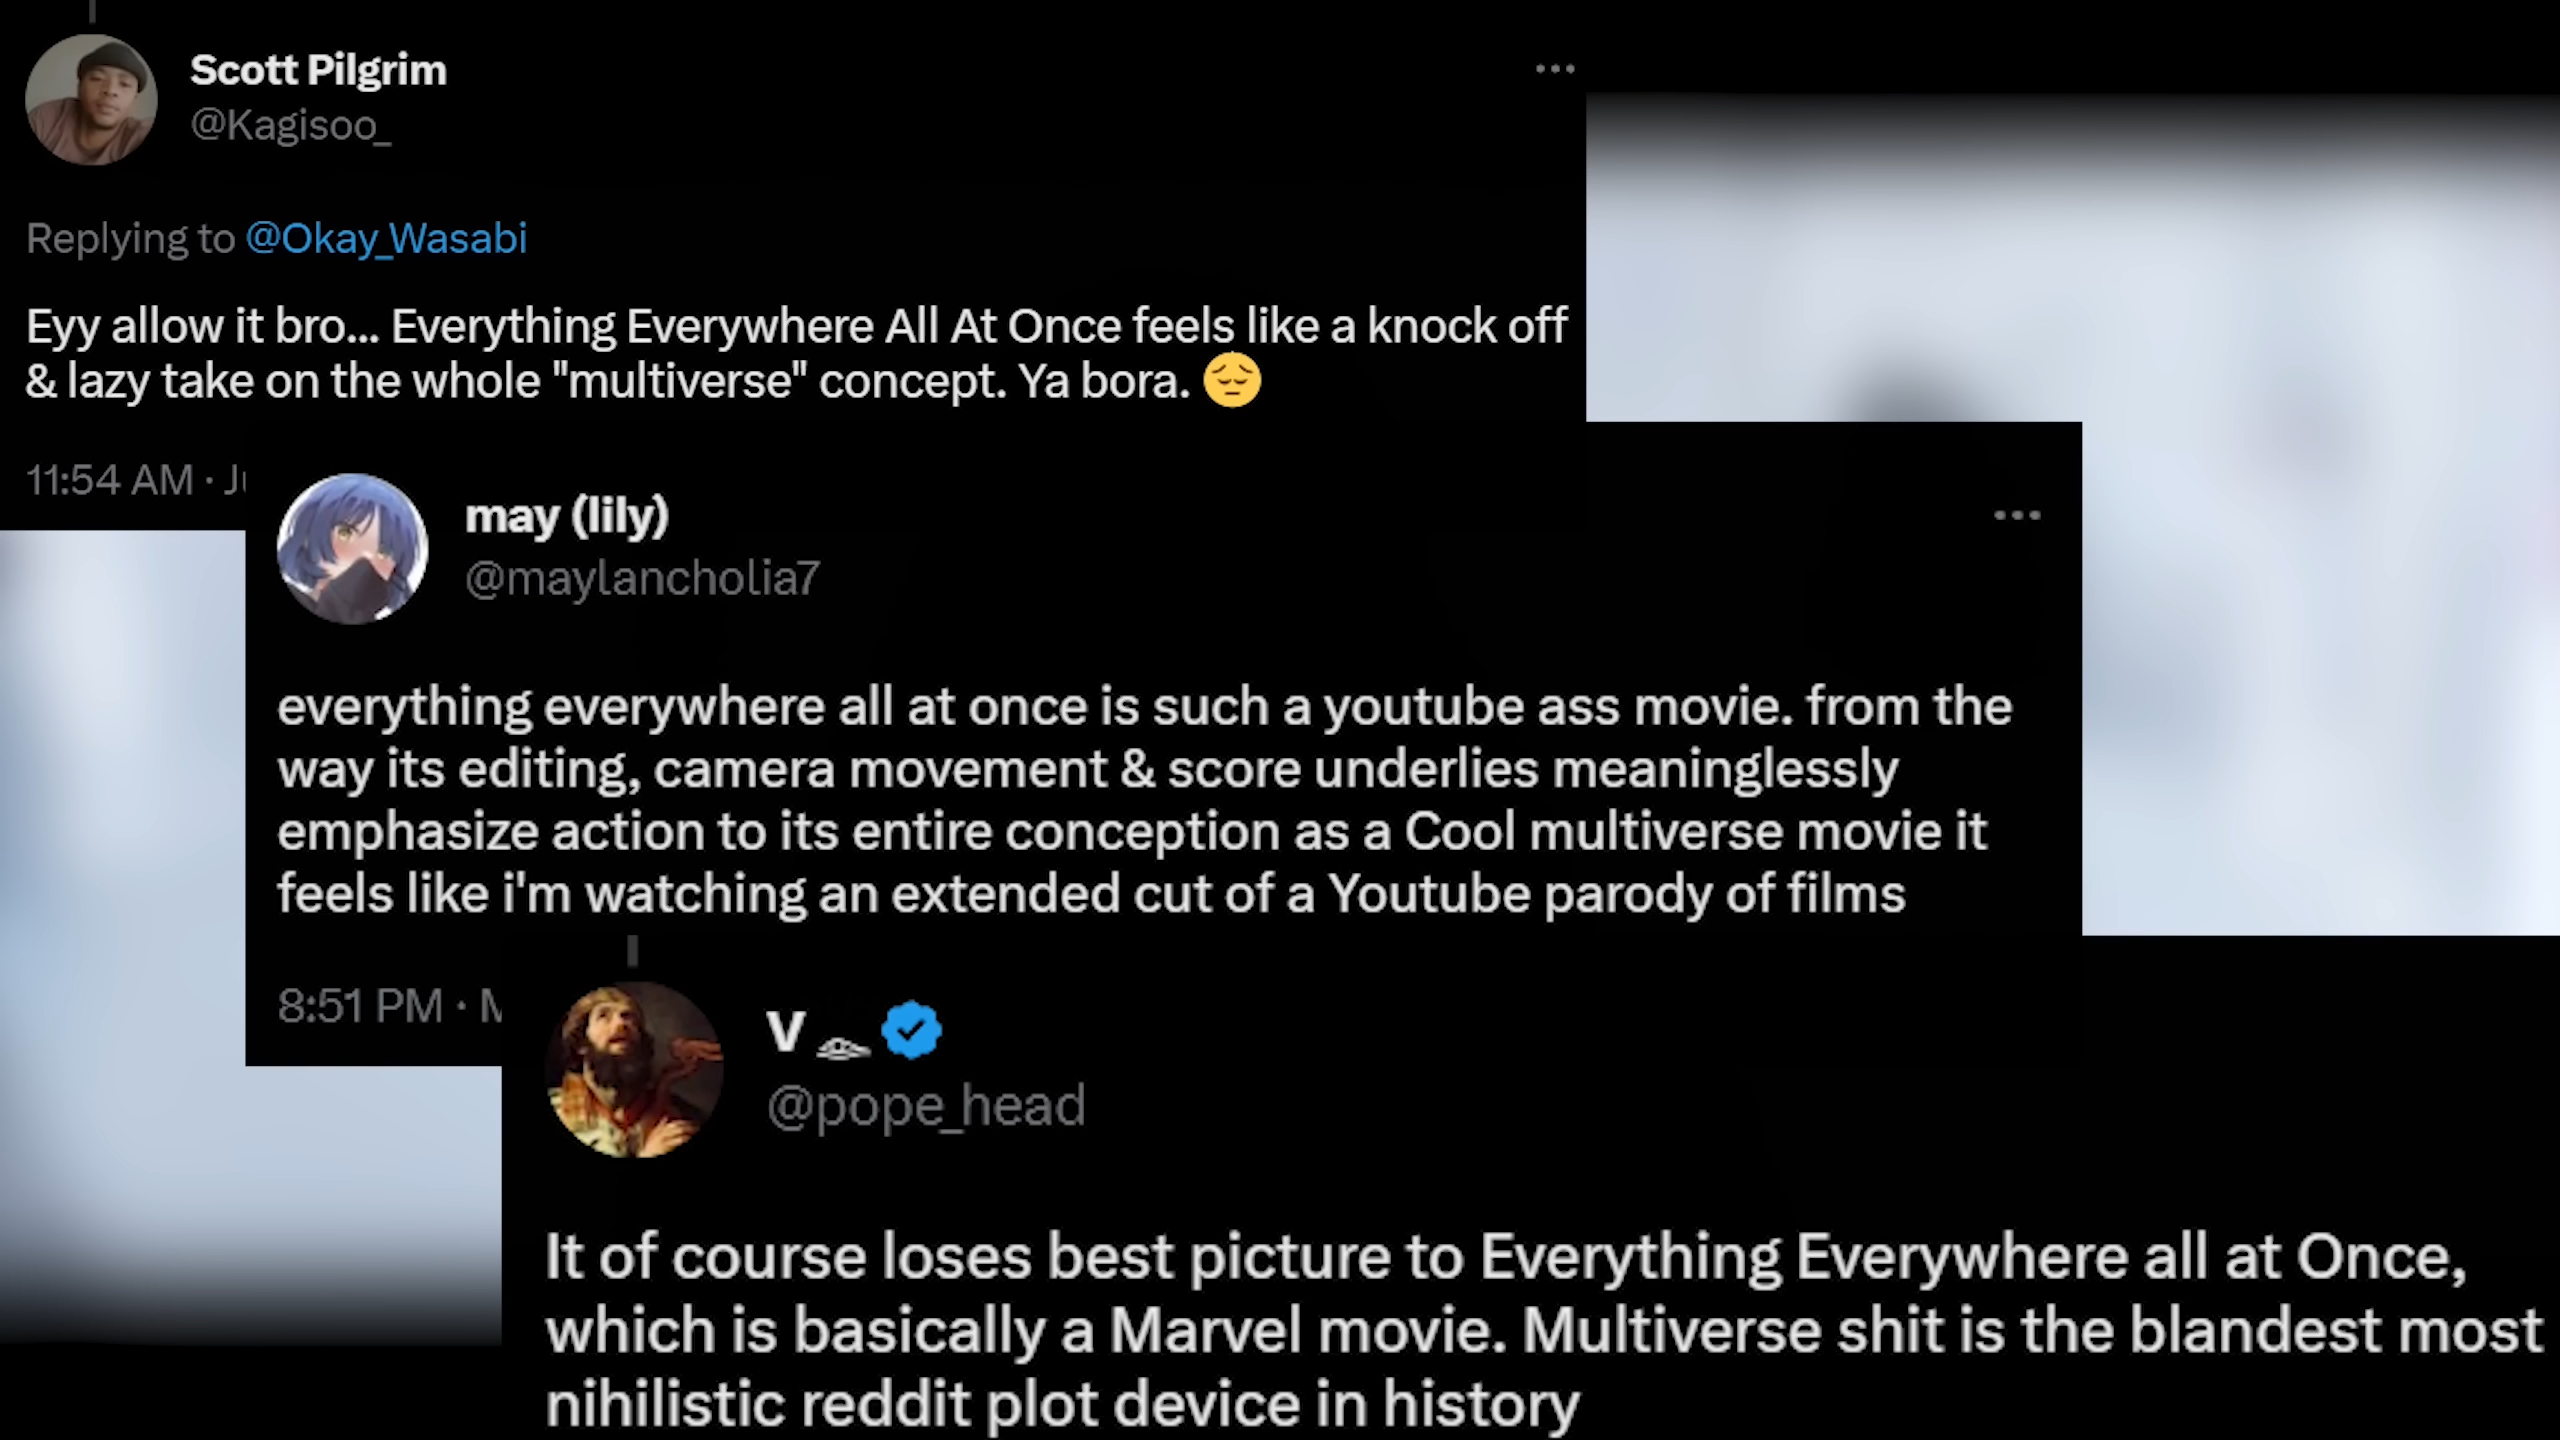 Scott Pilgrim
@Kagisoo_
Replying to @Okay_Wasabi
Eyy allow it bro... Everything Everywhere All At Once feels like a knock off
& lazy take on the whole "multiverse" concept. Ya bora. 😔
11:54 AM ·
may (lily)
@maylancholia7
everything everywhere all at once is such a youtube ass movie. from the
way its editing, camera movement & score underlies meaninglessly
emphasize action to its entire conception as a Cool multiverse movie it
feels like i'm watching an extended cut of a Youtube parody of films
8:51 PM ·
V
@pope_head
It of course loses best picture to Everything Everywhere all at Once,
which is basically a Marvel movie. Multiverse shit is the blandest most
nihilistic reddit plot device in history